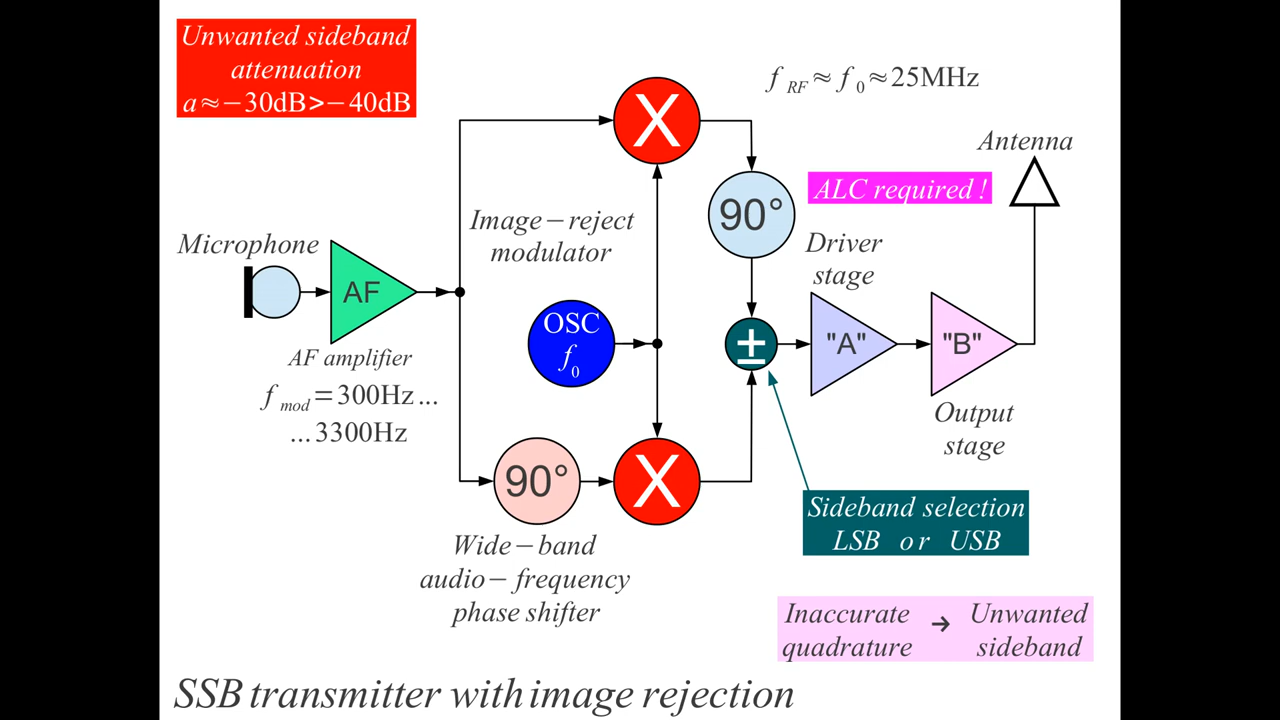 Unwanted sideband
attenuation
a≈−30dB>−40dB
f RF ≈ f 0 ≈25MHz
Antenna
X
ALC required !
90°
Image−reject
modulator
Microphone
Driver
stage
AF
OSC
f0
±
"A"
"B"
AF amplifier
f mod =300Hz ...
...3300Hz
Output
stage
90°
X
Sideband selection
LSB or USB
Wide−band
audio−frequency
phase shifter
Inaccurate → Unwanted
quadrature sideband
SSB transmitter with image rejection